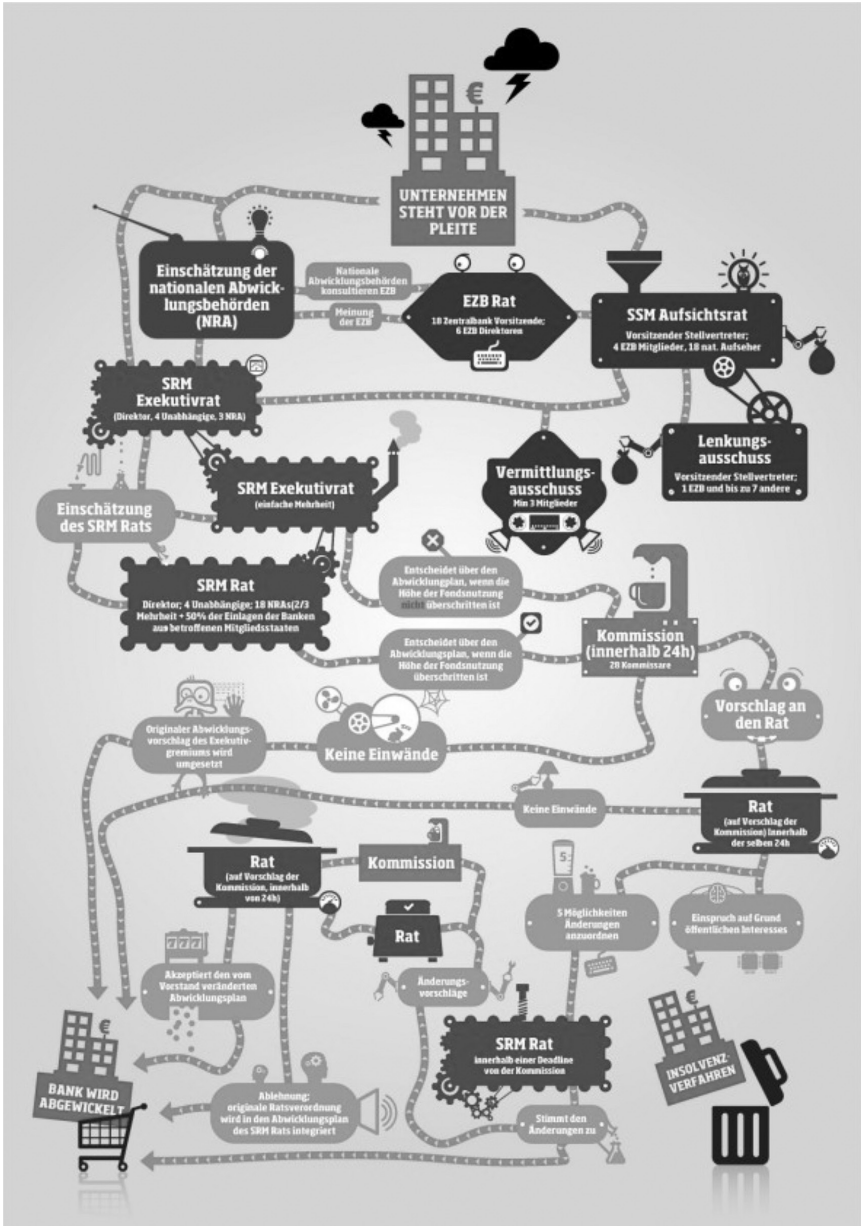 €
UNTERNEHMEN
STEHT VOR DER
PLEITE
Einschätzung der
nationalen Abwick-
lungsbehörden
(NRA)
Nationale
Abwicklungsbehörden
konsultieren EZB
Meinung
der EZB
EZB Rat
18 Zentralbank Vorsitzende;
6 EZB Direktoren
SSM Aufsichtsrat
Vorsitzender Stellvertreter;
4 EZB Mitglieder, 18 nat. Aufseher
SRM
Exekutivrat
(Direktor, 4 Unabhängige, 3 NRA)
Lenkungs-
ausschuss
Vorsitzender Stellvertreter;
1 EZB und bis zu 7 andere
SRM Exekutivrat
(einfache Mehrheit)
Vermittlungs-
ausschuss
Min 3 Mitglieder
Einschätzung
des SRM Rats
SRM Rat
Direktor; 4 Unabhängige; 18 NRAs(2/3
Mehrheit + 50% der Einlagen der Banken
aus betroffenen Mitgliedsstaaten
Entscheidet über den
Abwicklungplan, wenn die
Höhe der Fondsnutzung
nicht überschritten ist
Entscheidet über den
Abwicklungsplan, wenn die
Höhe der Fondsnutzung
überschritten ist
Kommission
(innerhalb 24h)
28 Kommissare
Vorschlag an
den Rat
Originaler Abwicklungs-
vorschlag des Exekutiv-
gremiums wird
umgesetzt
Keine Einwände
Keine Einwände
Rat
(auf Vorschlag der
Kommission) Innerhalb
der selben 24h
Rat
(auf Vorschlag der
Kommission, innerhalb
von 24h)
Kommission
Rat
5
5 Möglichkeiten
Änderungen
anzuordnen
Einspruch auf Grund
öffentlichen Interesses
777
Akzeptiert den vom
Vorstand veränderten
Abwicklungsplan
Änderungs-
vorschläge
SRM Rat
innerhalb einer Deadline
von der Kommission
€
INSOLVENZ-
VERFAHREN
€
BANK WIRD
ABGEWICKELT
Ablehnung;
originale Ratsverordnung
wird in den Abwicklungsplan
des SRM Rats integriert
Stimmt den
Änderungen zu